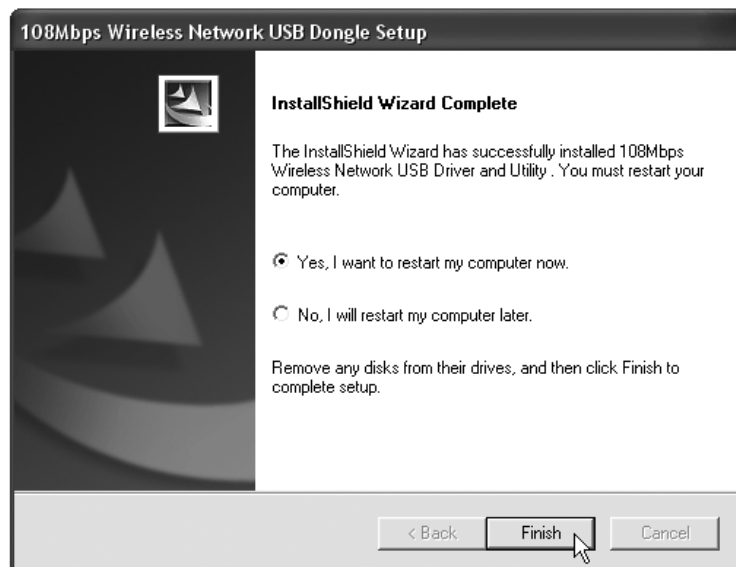 108Mbps Wireless Network USB Dongle Setup
InstallShield Wizard Complete
The InstallShield Wizard has successfully installed 108Mbps
Wireless Network USB Driver and Utility . You must restart your
computer.
Yes, I want to restart my computer now.
No, I will restart my computer later.
Remove any disks from their drives, and then click Finish to
complete setup.
< Back
Finish
Cancel